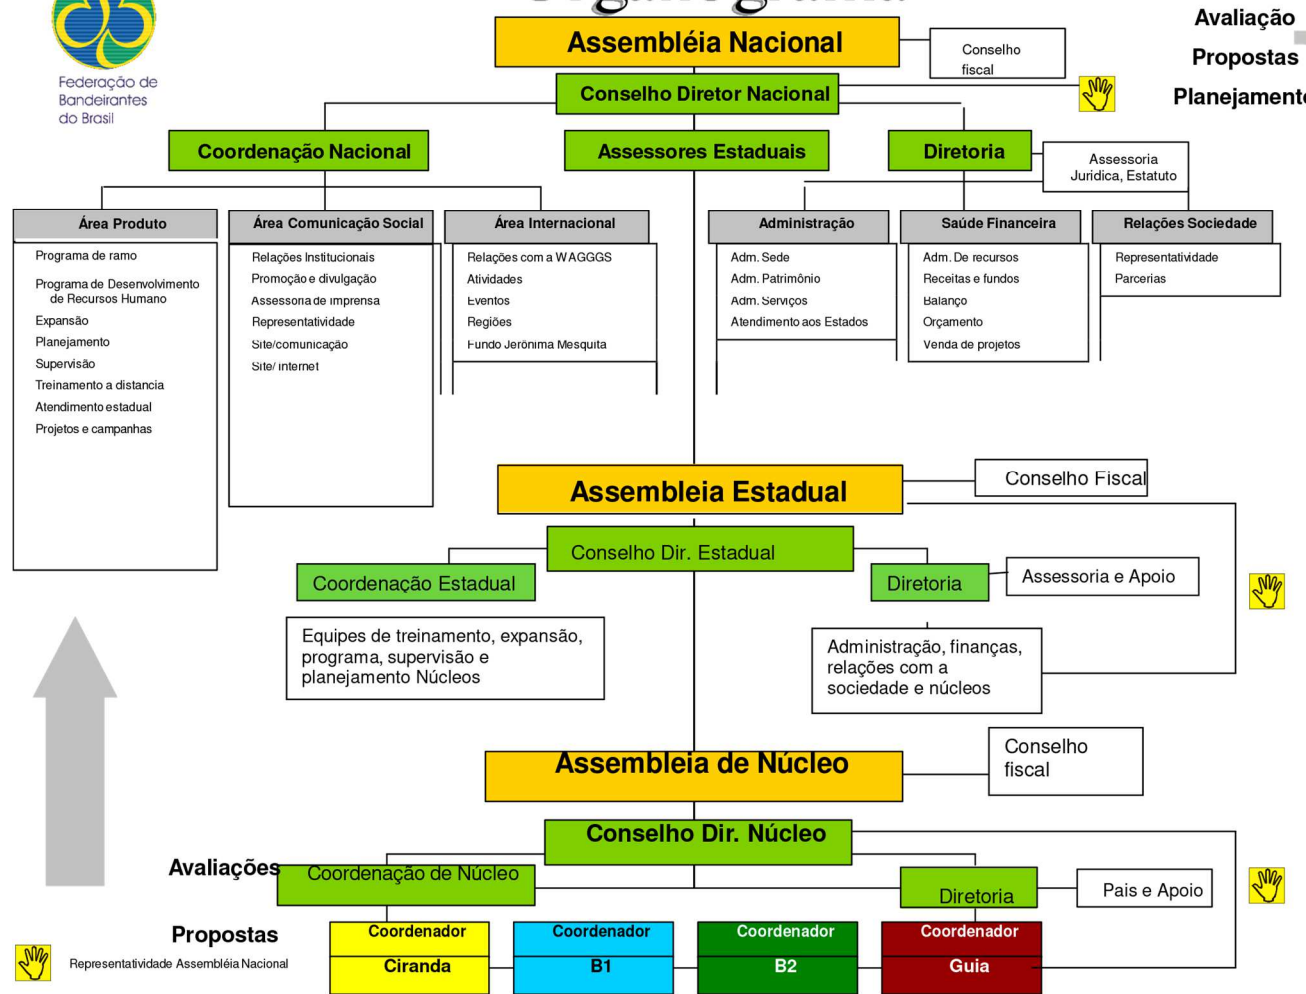 Organograma
Federação de
Bandeirantes
do Brasil
Assembléia Nacional
Conselho
fiscal
Avaliação
Propostas
Planejamento
Conselho Diretor Nacional
Coordenação Nacional
Assessores Estaduais
Diretoria
Assessoria
Juridica, Estatuto
Área Produto
Programa de ramo
Programa de Desenvolvimento
de Recursos Humano
Expansão
Planejamento
Supervisão
Treinamento a distancia
Atendimento estadual
Projetos e campanhas
Área Comunicação Social
Relações Institucionais
Promoção e divulgação
Assessoria de imprensa
Representatividade
Site/comunicação
Site/ internet
Área Internacional
Relações com a WAGGGS
Atividades
Eventos
Regiões
Fundo Jerônima Mesquita
Administração
Adm. Sede
Adm. Patrimônio
Adm. Serviços
Atendimento aos Estados
Saúde Financeira
Adm. De recursos
Receitas e fundos
Balanço
Orçamento
Venda de projetos
Relações Sociedade
Representatividade
Parcerias
Assembleia Estadual
Conselho Fiscal
Conselho Dir. Estadual
Coordenação Estadual
Diretoria
Assessoria e Apoio
Equipes de treinamento, expansão,
programa, supervisão e
planejamento Núcleos
Administração, finanças,
relações com a
sociedade e núcleos
Assembleia de Núcleo
Conselho
fiscal
Conselho Dir. Núcleo
Avaliações
Coordenação de Núcleo
Diretoria
Pais e Apoio
Propostas
Representatividade Assembléia Nacional
Coordenador
Ciranda
Coordenador
B1
Coordenador
B2
Coordenador
Guia